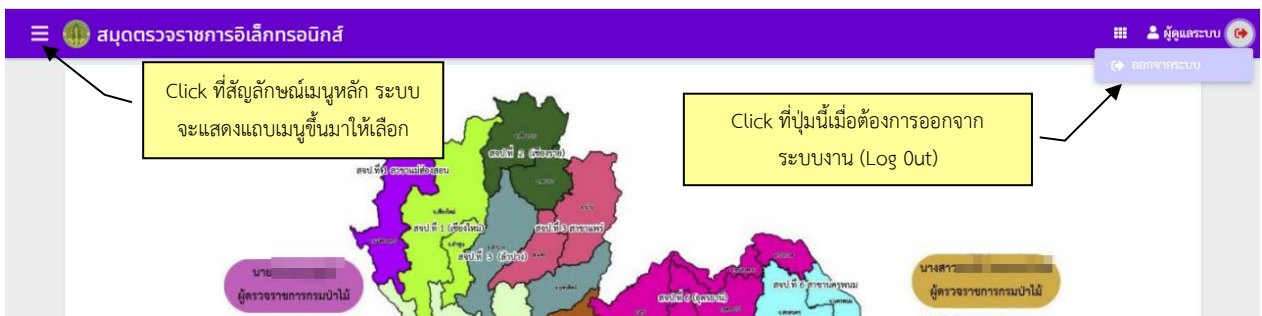 สมุดตรวจราชการอิเล็กทรอนิกส์
ผู้ดูแลระบบ
ออกจากระบบ
Click ที่สัญลักษณ์เมนูหลัก ระบบ
จะแสดงแถบเมนูขึ้นมาให้เลือก
Click ที่ปุ่มนี้เมื่อต้องการออกจาก
ระบบงาน (Log 0ut)
สจป.ที่ 2 (เชียงราย)
สจป.ที่ 1 สาขาแม่ฮ่องสอน
สจป.ที่ 1 (เชียงใหม่)
สจป.ที่ 3 สาขาแพร่
สจป.ที่ 3 (ลำปาง)
นาย
ผู้ตรวจราชการกรมป่าไม้
สจป.ที่ 6 (อุดรธานี)
สจป.ที่ 6 สาขานครพนม
นางสาว
ผู้ตรวจราชการกรมป่าไม้